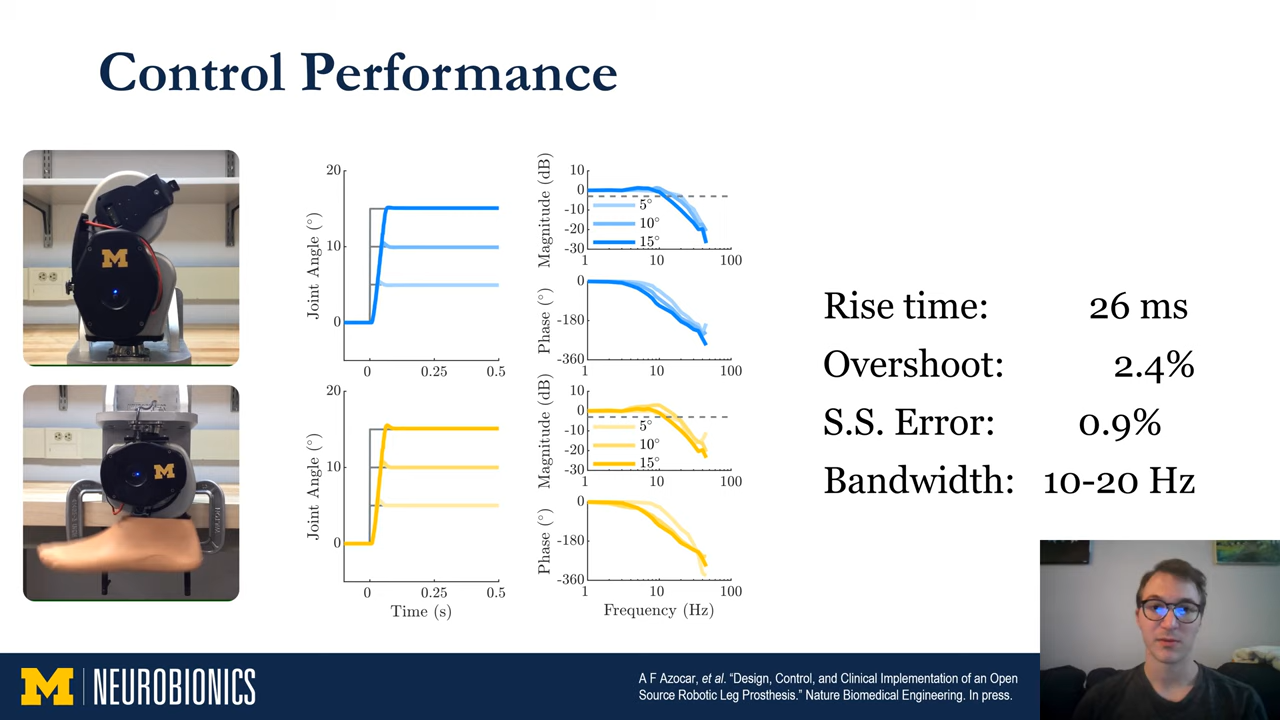 Control Performance
M
M
20
10
0
Joint Angle (°)
0
0.25
0.5
10
0
-10
-20
-30
Magnitude (dB)
5°
10°
15°
1
10
100
0
-180
-360
Phase (°)
1
10
100
20
10
0
Joint Angle (°)
0
0.25
0.5
Time (s)
10
0
-10
-20
-30
Magnitude (dB)
5°
10°
15°
1
10
100
0
-180
-360
Phase (°)
1
10
100
Frequency (Hz)
Rise time: 26 ms
Overshoot: 2.4%
S.S. Error: 0.9%
Bandwidth: 10-20 Hz
M NEUROBIONICS
A F Azocar, et al. “Design, Control, and Clinical Implementation of an Open
Source Robotic Leg Prosthesis.” Nature Biomedical Engineering. In press.